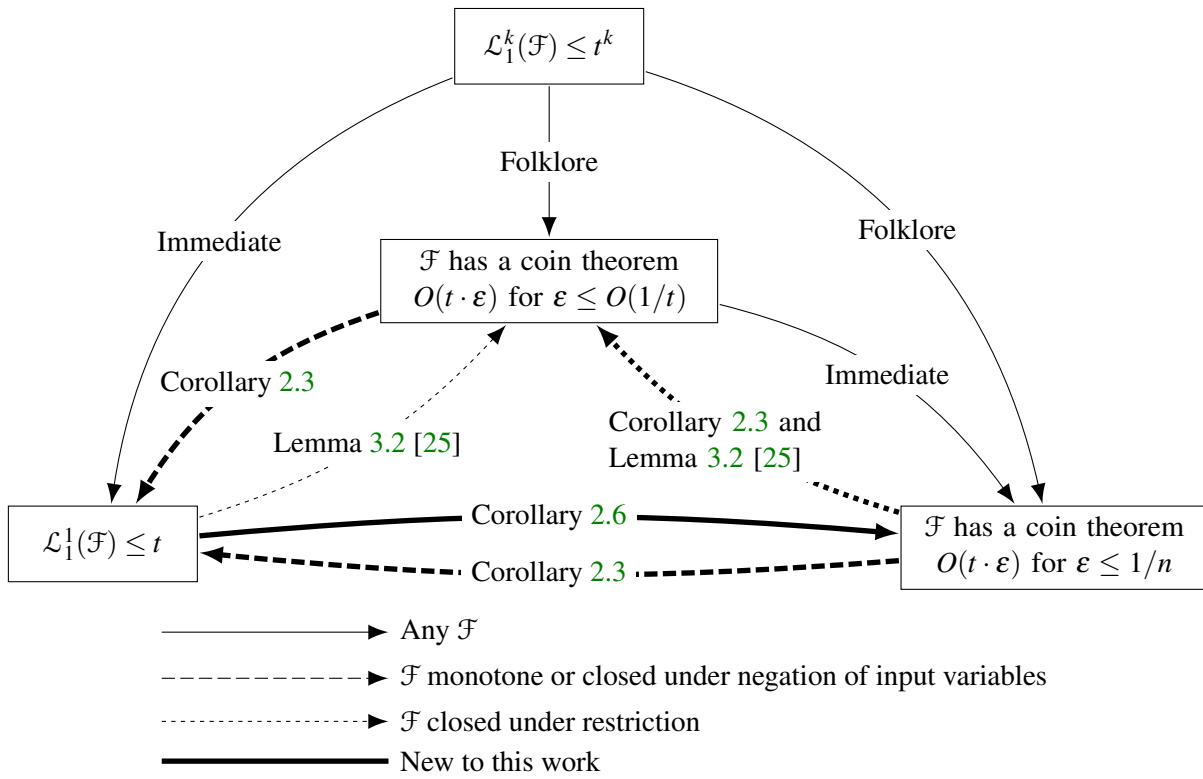 𝓛₁ᵏ(𝓕) ≤ tᵏ
Folklore
Immediate
Folklore
𝓕 has a coin theorem
O(t · ε) for ε ≤ O(1/t)
Corollary 2.3
Immediate
Lemma 3.2 [25]
Corollary 2.3 and
Lemma 3.2 [25]
𝓛₁¹(𝓕) ≤ t
Corollary 2.6
Corollary 2.3
𝓕 has a coin theorem
O(t · ε) for ε ≤ 1/n
Any 𝓕
𝓕 monotone or closed under negation of input variables
𝓕 closed under restriction
New to this work